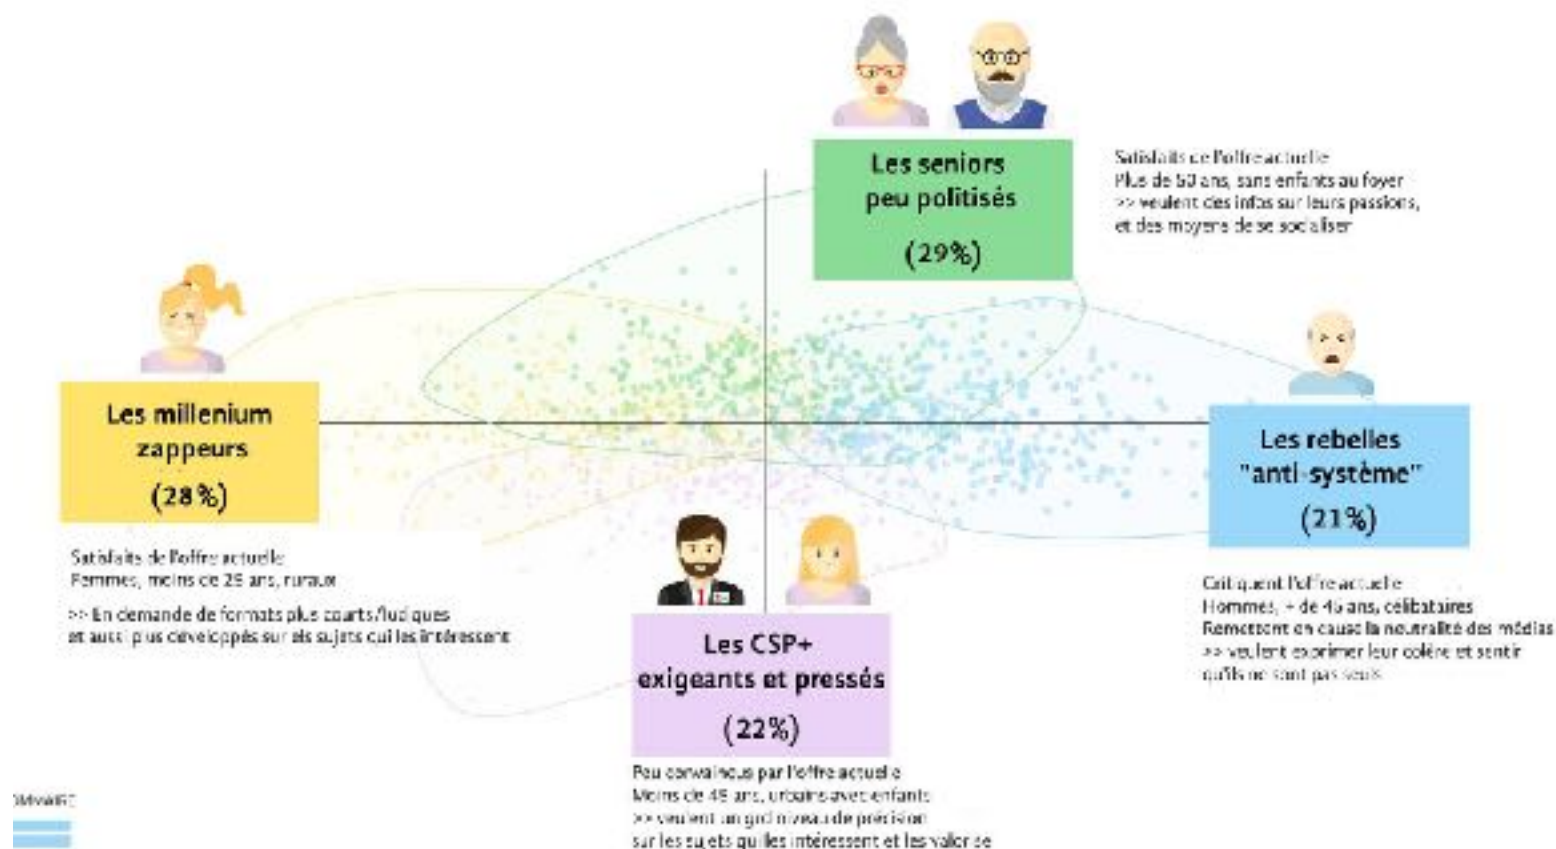 Les seniors
peu politisés
(29%)
Satisfaits de l'offre actuelle
Plus de 50 ans, sans enfants au foyer
>> veulent des infos sur leurs passions,
et des moyens de se socialiser
Les millenium
zappeurs
(28%)
Satisfaits de l'offre actuelle
Femmes, moins de 25 ans, ruraux
>> En demande de formats plus courts/ludiques
et aussi plus développés sur els sujets qui les intéressent
Les rebelles
"anti-système"
(21%)
Critiquent l'offre actuelle
Hommes, + de 45 ans, célibataires
Remettent en cause la neutralité des médias
>> veulent exprimer leur colère et sentir
qu'ils ne sont pas seuls
Les CSP+
exigeants et pressés
(22%)
Peu convaincus par l'offre actuelle
Moins de 45 ans, urbains avec enfants
>> veulent un grd niveau de précision
sur les sujets qui les intéressent et les valorise